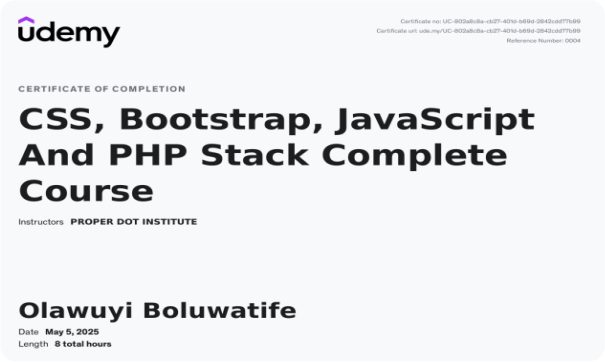 udemy
Certificate no: UC-802a8c8a-cb27-401d-b69d-2842cdd77b99
Certificate url: ude.my/UC-802a8c8a-cb27-401d-b69d-2842cdd77b99
Reference Number: 0004
CERTIFICATE OF COMPLETION
CSS, Bootstrap, JavaScript
And PHP Stack Complete
Course
Instructors PROPER DOT INSTITUTE
Olawuyi Boluwatife
Date May 5, 2025
Length 8 total hours